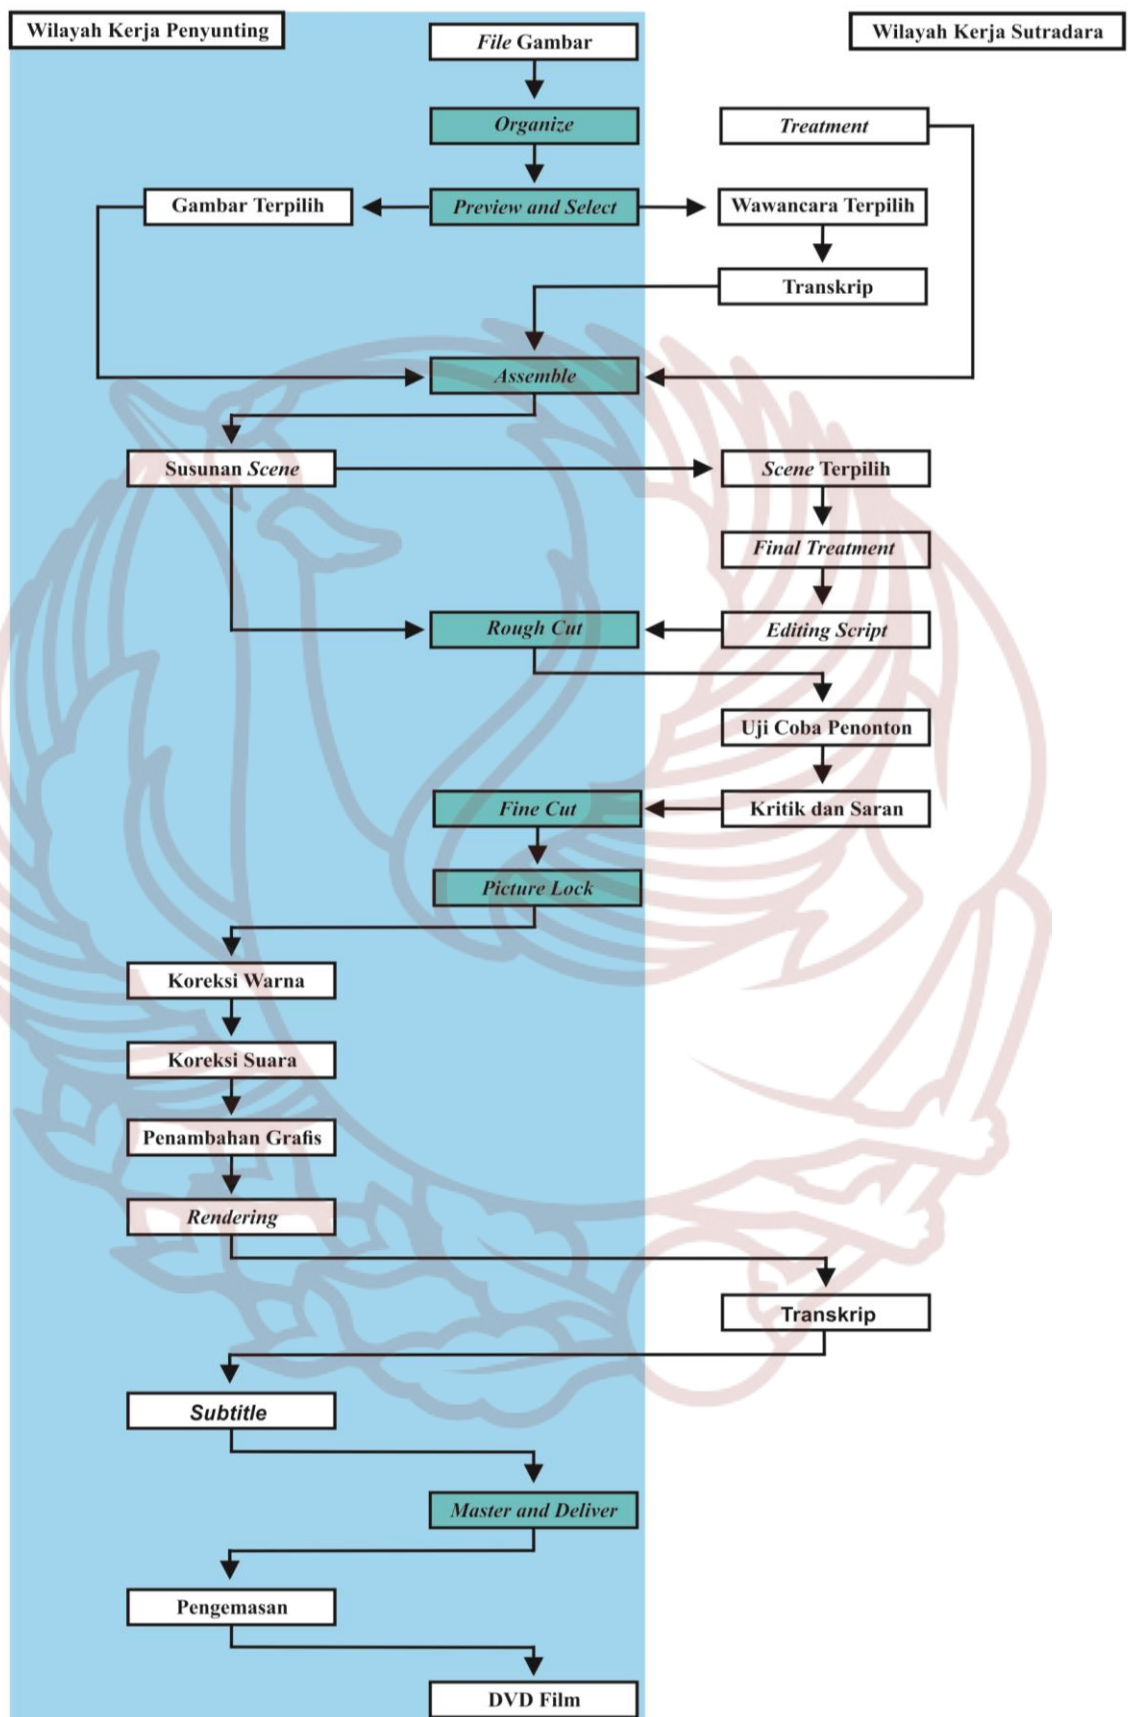 Wilayah Kerja Penyunting
Wilayah Kerja Sutradara
File Gambar
Organize
Treatment
Gambar Terpilih
Preview and Select
Wawancara Terpilih
Transkrip
Assemble
Susunan Scene
Scene Terpilih
Final Treatment
Rough Cut
Editing Script
Uji Coba Penonton
Fine Cut
Kritik dan Saran
Picture Lock
Koreksi Warna
Koreksi Suara
Penambahan Grafis
Rendering
Transkrip
Subtitle
Master and Deliver
Pengemasan
DVD Film